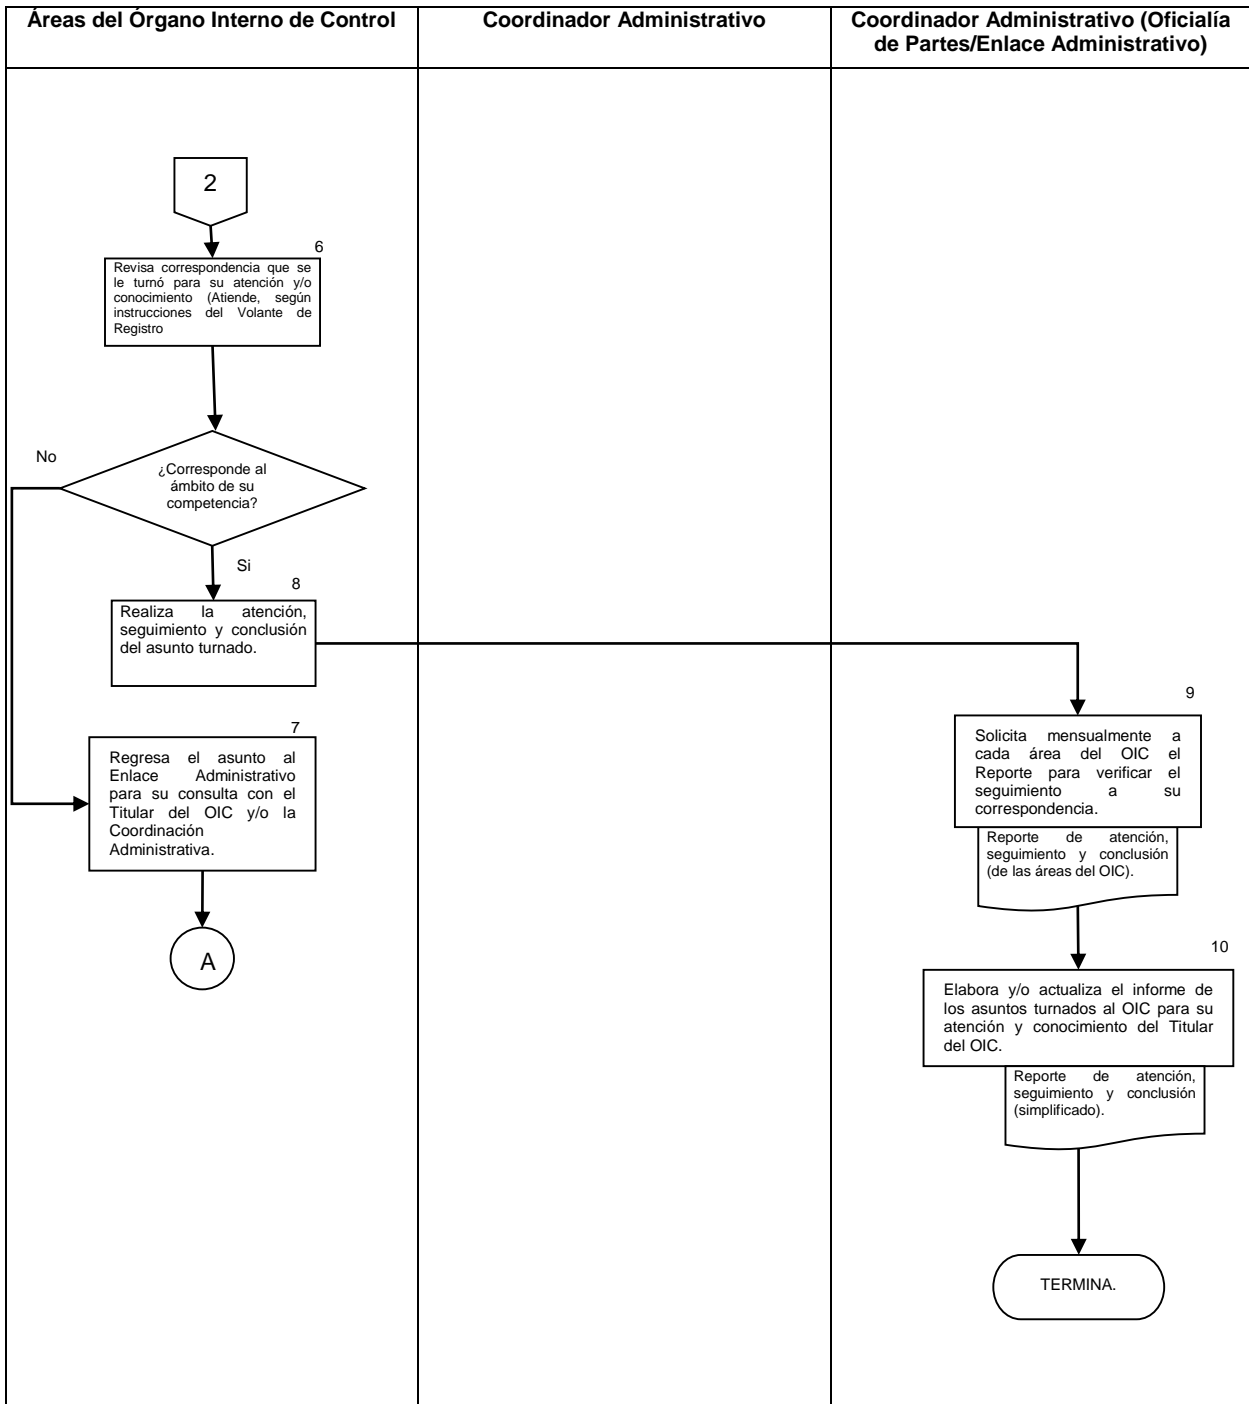 Áreas del Órgano Interno de Control
Coordinador Administrativo
Coordinador Administrativo (Oficialía
de Partes/Enlace Administrativo)
2
6
Revisa correspondencia que se
le turnó para su atención y/o
conocimiento (Atiende, según
instrucciones del Volante de
Registro
No
¿Corresponde al
ámbito de su
competencia?
Si
8
Realiza la atención,
seguimiento y conclusión
del asunto turnado.
7
Regresa el asunto al
Enlace Administrativo
para su consulta con el
Titular del OIC y/o la
Coordinación
Administrativa.
A
9
Solicita mensualmente a
cada área del OIC el
Reporte para verificar el
seguimiento a su
correspondencia.
Reporte de atención,
seguimiento y conclusión
(de las áreas del OIC).
10
Elabora y/o actualiza el informe de
los asuntos turnados al OIC para su
atención y conocimiento del Titular
del OIC.
Reporte de atención,
seguimiento y conclusión
(simplificado).
TERMINA.